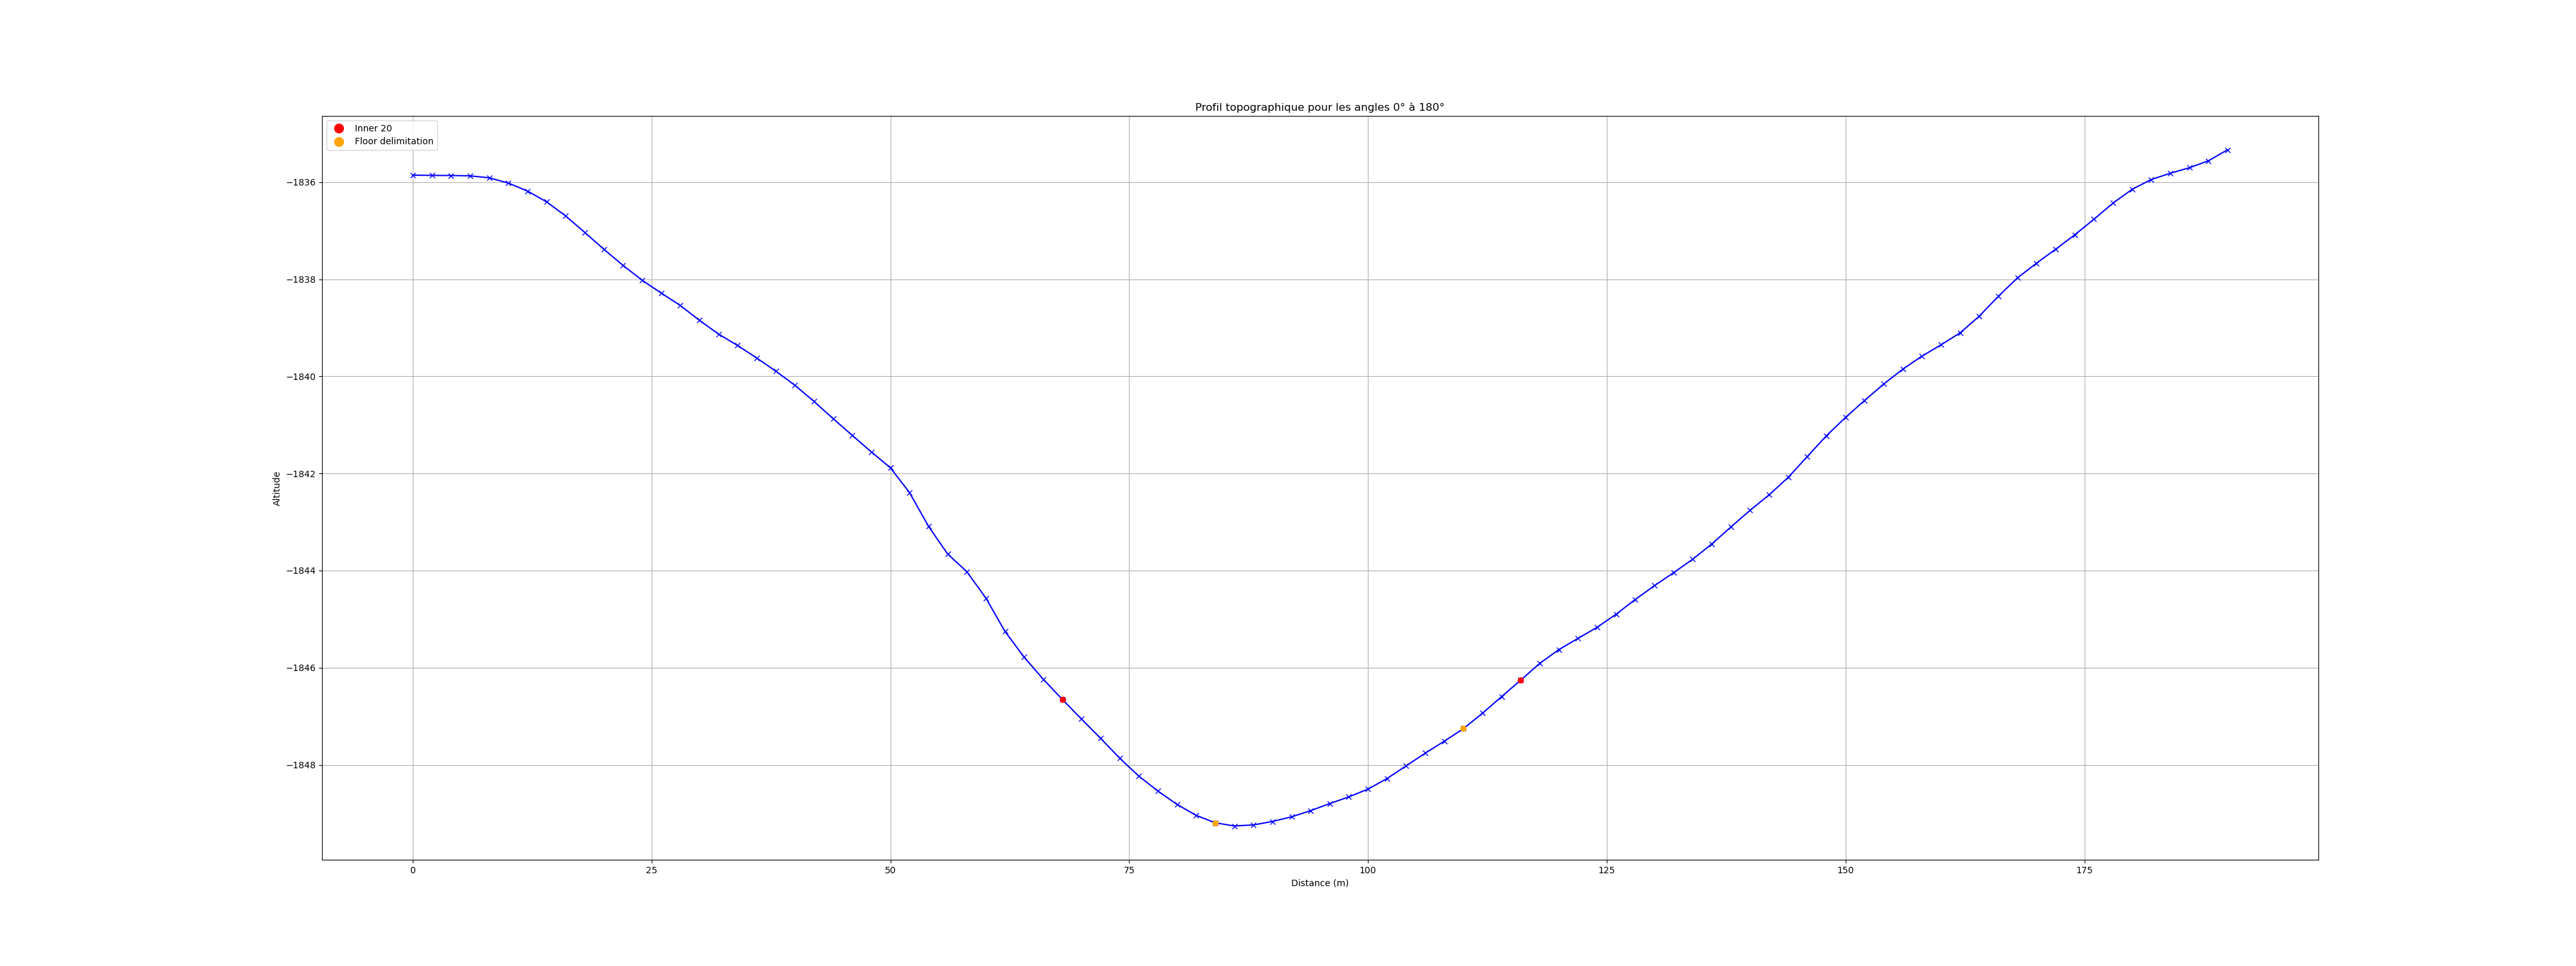 Profil topographique pour les angles 0° à 180°
Inner 20
Floor delimitation
Altitude
−1836
−1838
−1840
−1842
−1844
−1846
−1848
0 25 50 75 100 125 150 175
Distance (m)